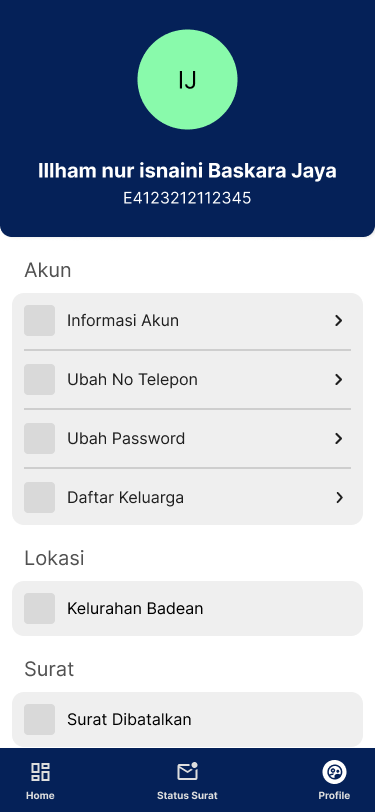 IJ
Illham nur isnaini Baskara Jaya
E4123212112345
Akun
Informasi Akun
Ubah No Telepon
Ubah Password
Daftar Keluarga
Lokasi
Kelurahan Badean
Surat
Surat Dibatalkan
Home
Status Surat
Profile